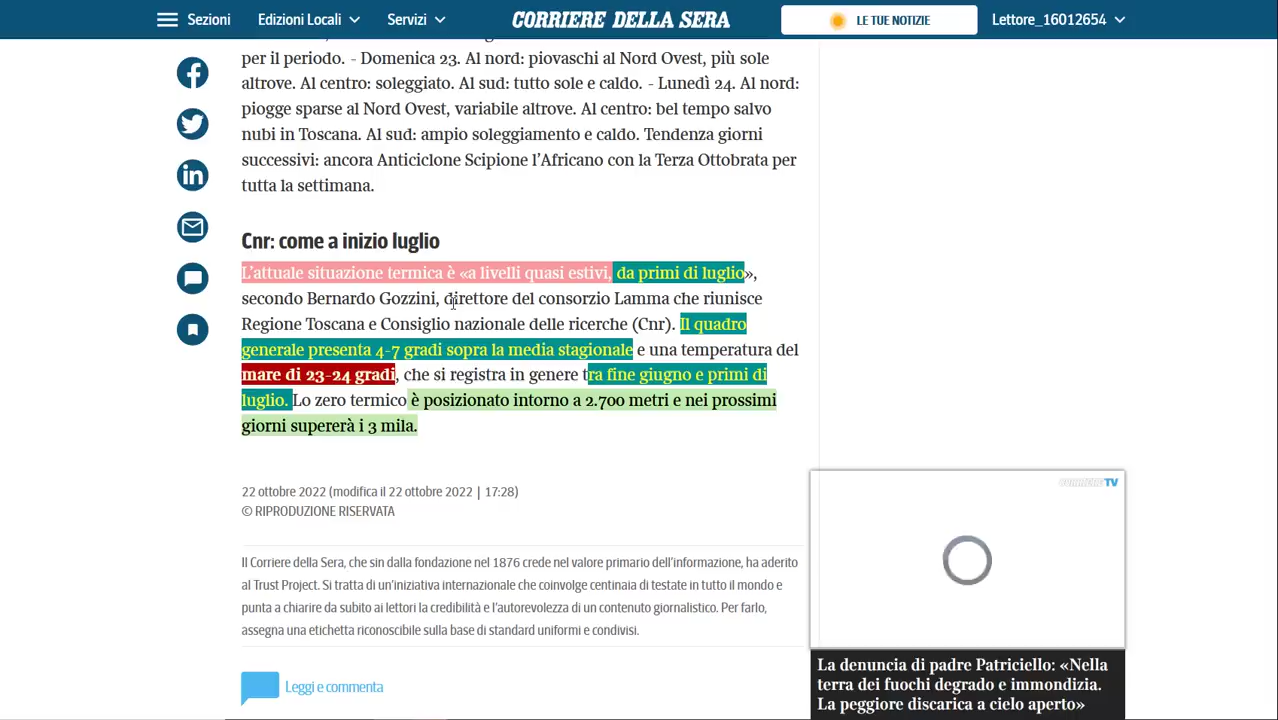 Sezioni
Edizioni Locali
Servizi
CORRIERE DELLA SERA
LE TUE NOTIZIE
Lettore_16012654
per il periodo. - Domenica 23. Al nord: piovaschi al Nord Ovest, più sole
altrove. Al centro: soleggiato. Al sud: tutto sole e caldo. - Lunedì 24. Al nord:
piogge sparse al Nord Ovest, variabile altrove. Al centro: bel tempo salvo
nubi in Toscana. Al sud: ampio soleggiamento e caldo. Tendenza giorni
successivi: ancora Anticiclone Scipione l'Africano con la Terza Ottobrata per
tutta la settimana.
Cnr: come a inizio luglio
L'attuale situazione termica è «a livelli quasi estivi, da primi di luglio»,
secondo Bernardo Gozzini, direttore del consorzio Lamma che riunisce
Regione Toscana e Consiglio nazionale delle ricerche (Cnr). Il quadro
generale presenta 4-7 gradi sopra la media stagionale e una temperatura del
mare di 23-24 gradi, che si registra in genere tra fine giugno e primi di
luglio. Lo zero termico è posizionato intorno a 2.700 metri e nei prossimi
giorni supererà i 3 mila.
22 ottobre 2022 (modifica il 22 ottobre 2022 | 17:28)
© RIPRODUZIONE RISERVATA
Il Corriere della Sera, che sin dalla fondazione nel 1876 crede nel valore primario dell'informazione, ha aderito
al Trust Project. Si tratta di un'iniziativa internazionale che coinvolge centinaia di testate in tutto il mondo e
punta a chiarire da subito ai lettori la credibilità e l'autorevolezza di un contenuto giornalistico. Per farlo,
assegna una etichetta riconoscibile sulla base di standard uniformi e condivisi.
Leggi e commenta
CORRIERETV
La denuncia di padre Patriciello: «Nella
terra dei fuochi degrado e immondizia.
La peggiore discarica a cielo aperto»